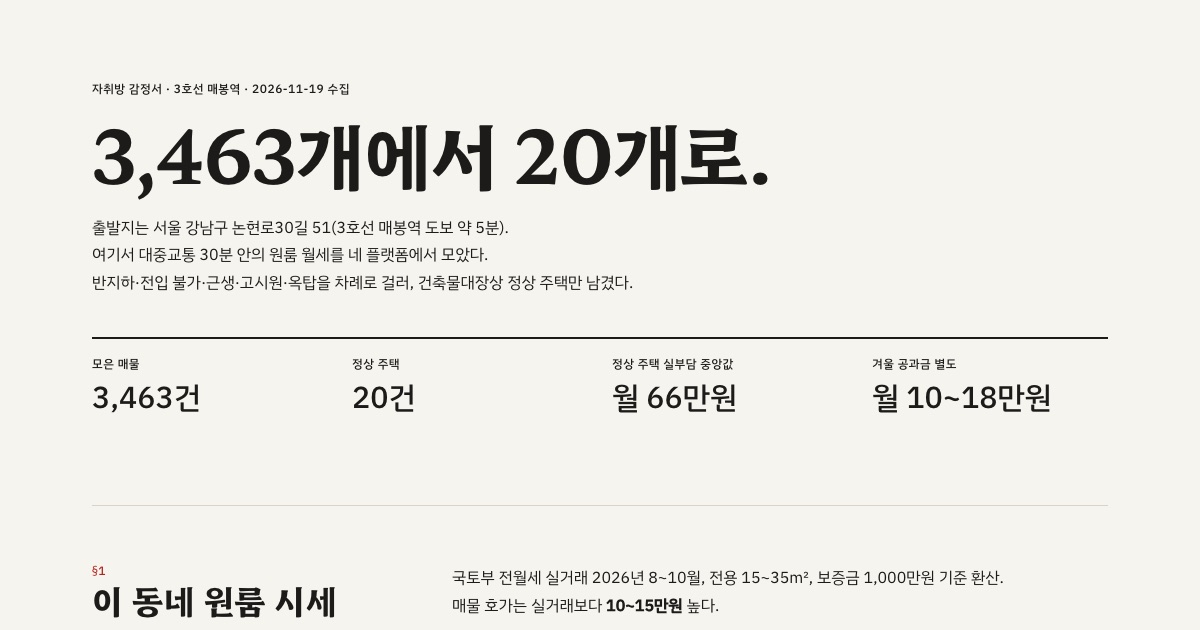 자취방 감정서 · 3호선 매봉역 · 2026-11-19 수집
3,463개에서 20개로.
출발지는 서울 강남구 논현로30길 51(3호선 매봉역 도보 약 5분).
여기서 대중교통 30분 안의 원룸 월세를 네 플랫폼에서 모았다.
반지하·전입 불가·근생·고시원·옥탑을 차례로 걸러, 건축물대장상 정상 주택만 남겼다.
모은 매물
3,463건
정상 주택
20건
정상 주택 실부담 중앙값
월 66만원
겨울 공과금 별도
월 10~18만원
§1
이 동네 원룸 시세
국토부 전월세 실거래 2026년 8~10월, 전용 15~35m², 보증금 1,000만원 기준 환산.
매물 호가는 실거래보다 10~15만원 높다.